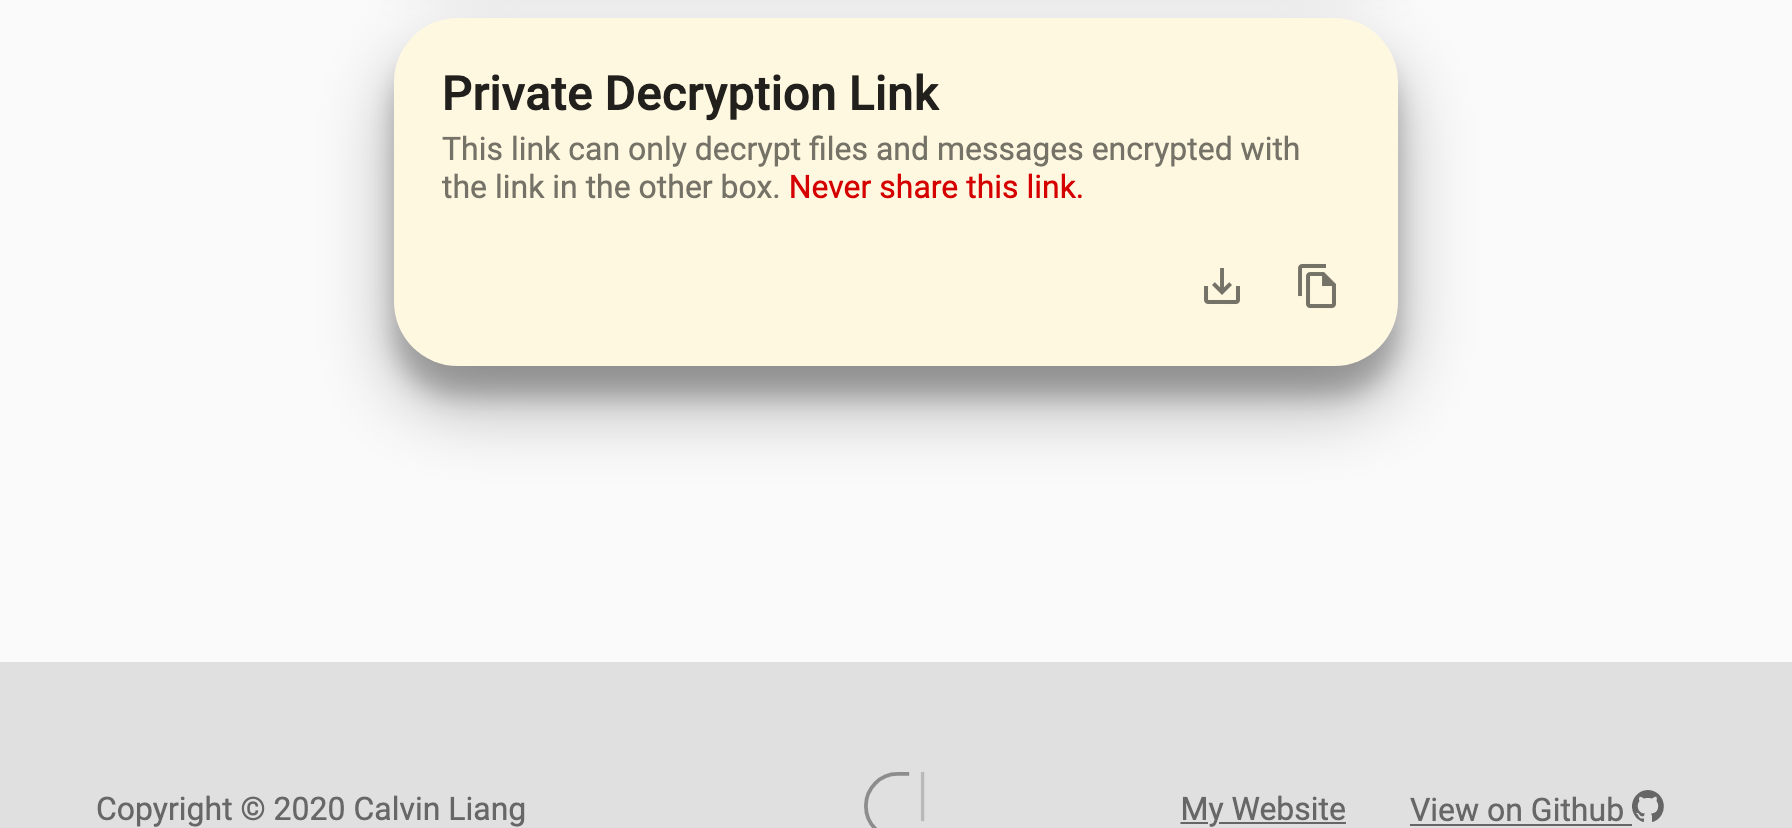 Private Decryption Link
This link can only decrypt files and messages encrypted with
the link in the other box. Never share this link.
Copyright © 2020 Calvin Liang
My Website
View on Github